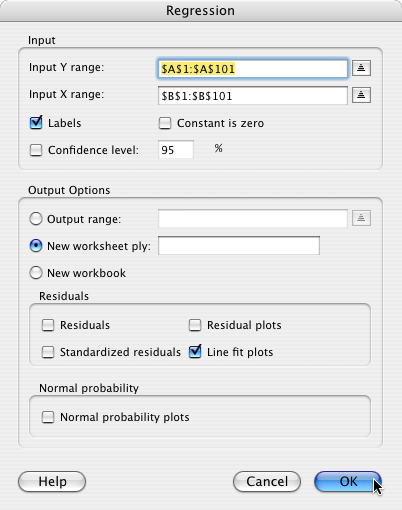 Regression
Input
Input Y range: $A$1:$A$101
Input X range: $B$1:$B$101
Labels Constant is zero
Confidence level: 95 %
Output Options
Output range:
New worksheet ply:
New workbook
Residuals
Residuals Residual plots
Standardized residuals Line fit plots
Normal probability
Normal probability plots
Help Cancel OK